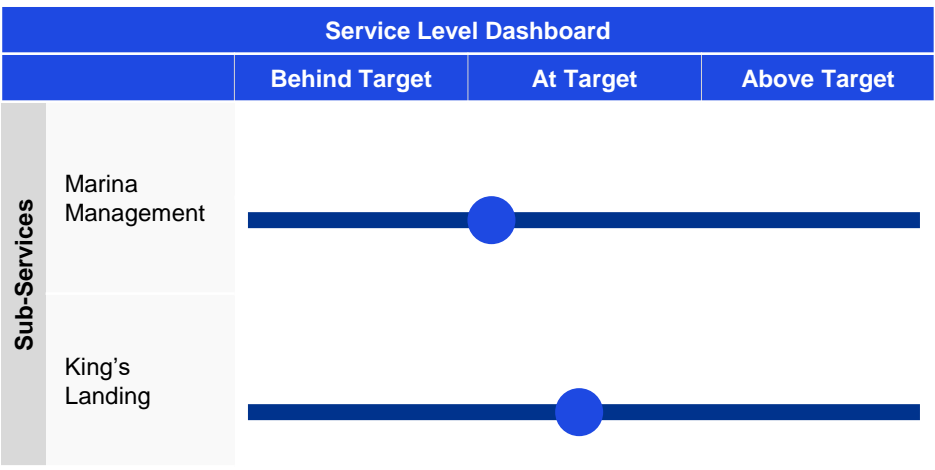 Service Level Dashboard
Behind Target
At Target
Above Target
Sub-Services
Marina
Management
King’s
Landing